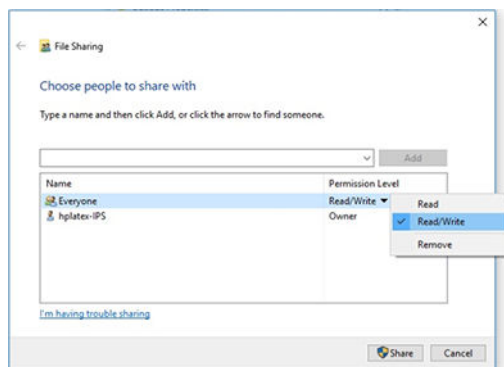 File Sharing
Choose people to share with
Type a name and then click Add, or click the arrow to find someone.
Add
Name Permission Level
Everyone Read/Write
Read
hplatex-IPS Owner
Read/Write
Remove
I'm having trouble sharing
Share Cancel